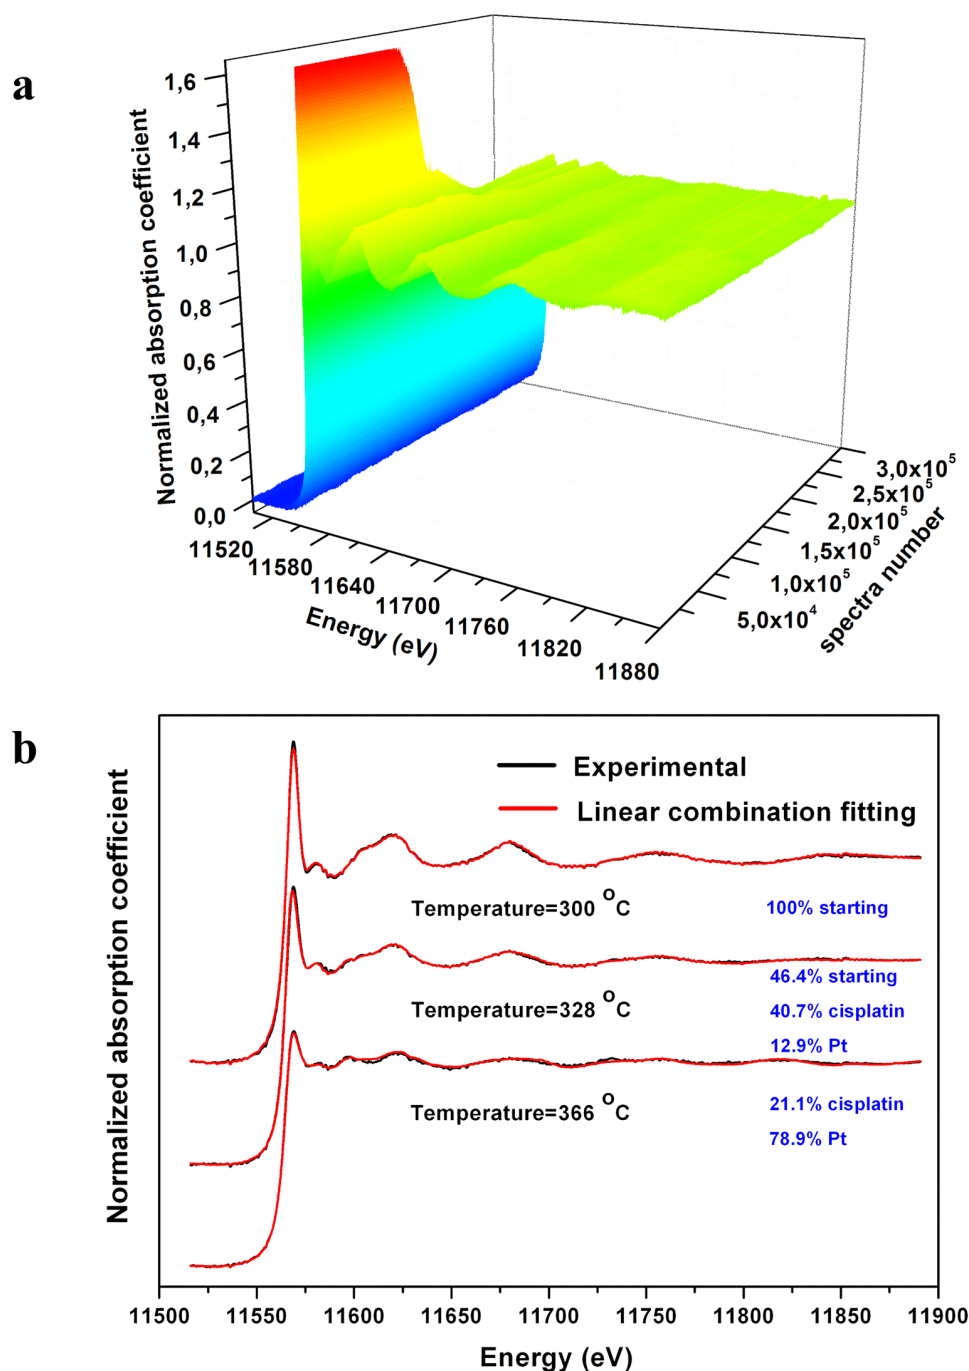 a
Normalized absorption coefficient
1,6
1,4
1,2
1,0
0,8
0,6
0,4
0,2
0,0
11520
11580
11640
11700
11760
11820
11880
Energy (eV)
3,0x10⁵
2,5x10⁵
2,0x10⁵
1,5x10⁵
1,0x10⁵
5,0x10⁴
spectra number
b
Normalized absorption coefficient
Experimental
Linear combination fitting
Temperature=300 °C
100% starting
46.4% starting
Temperature=328 °C
40.7% cisplatin
12.9% Pt
Temperature=366 °C
21.1% cisplatin
78.9% Pt
11500 11550 11600 11650 11700 11750 11800 11850 11900
Energy (eV)